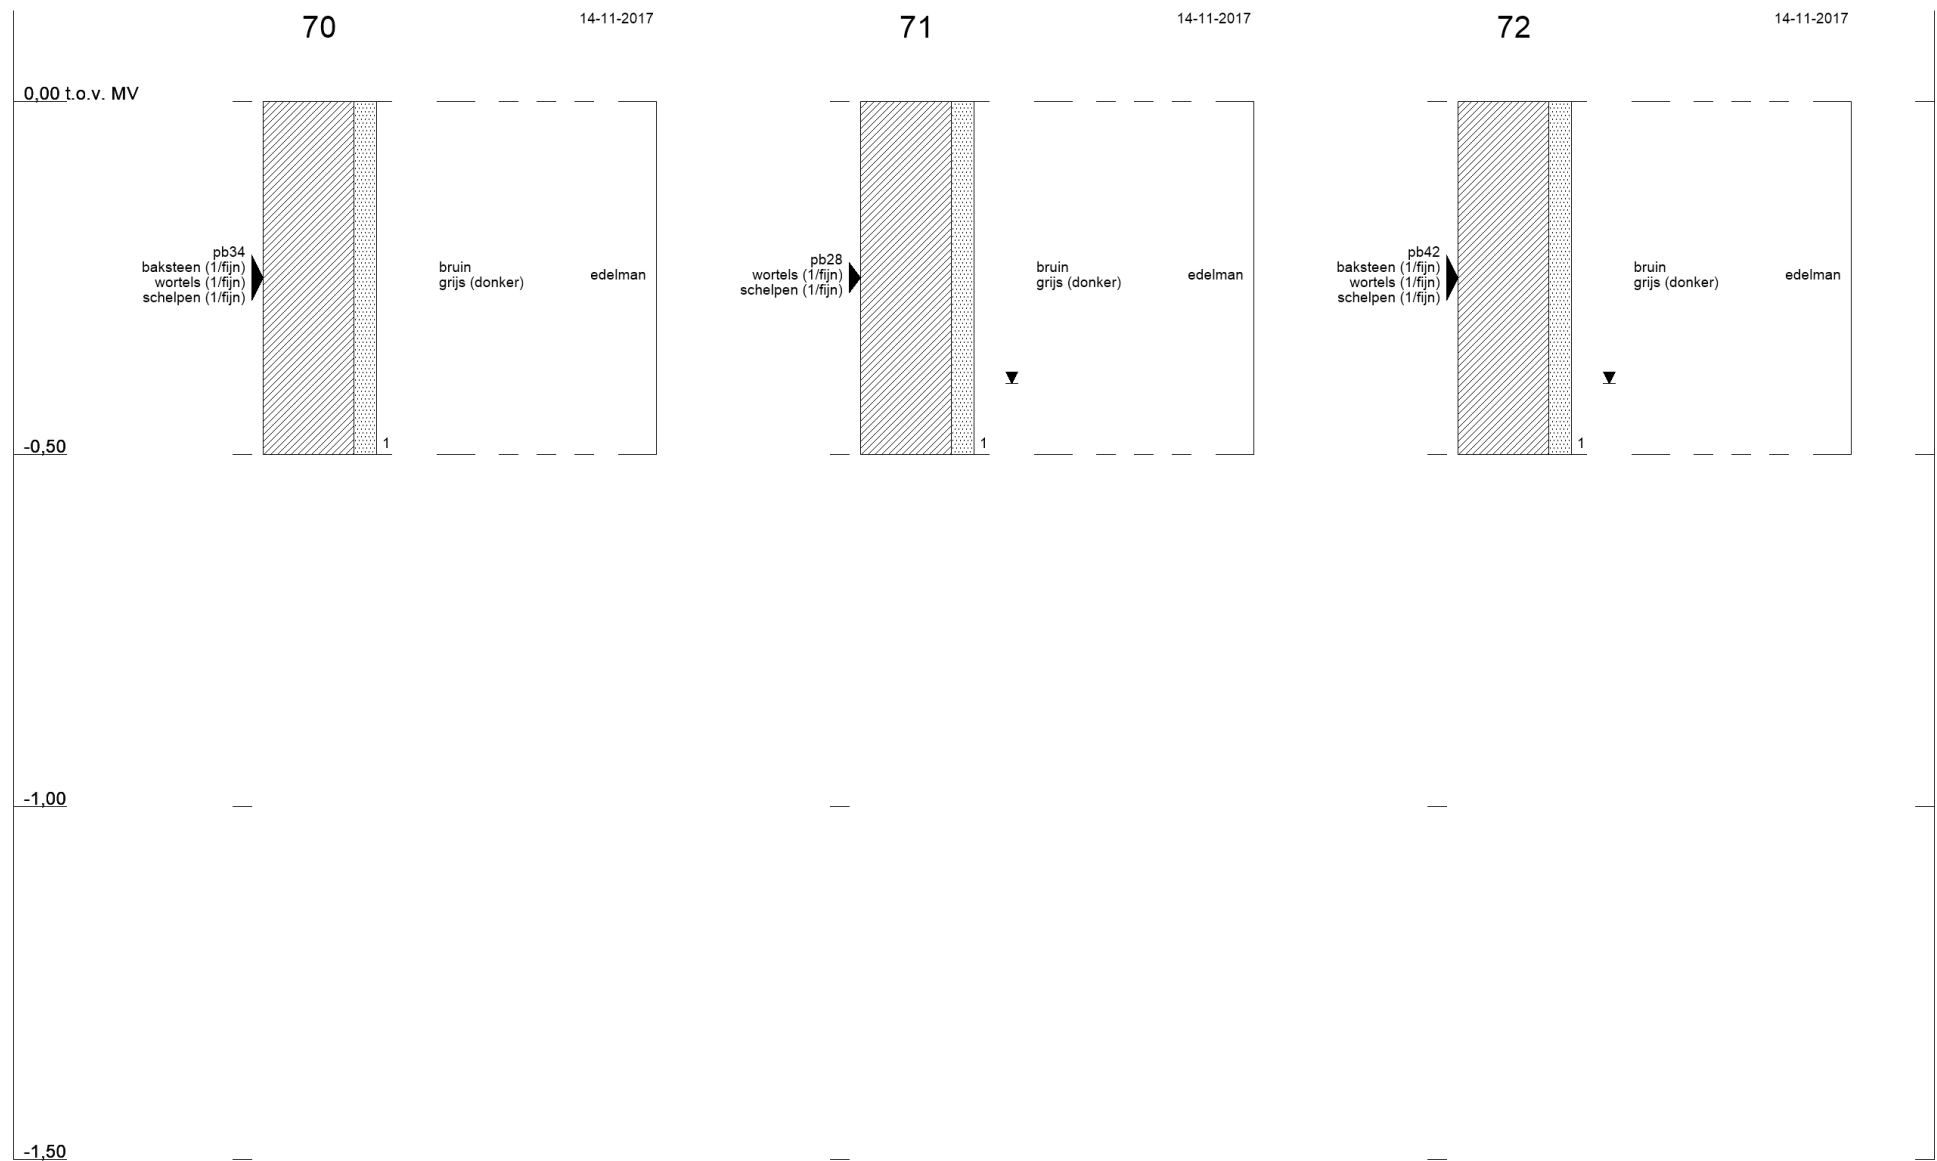 70
14-11-2017
71
14-11-2017
72
14-11-2017
0,00 t.o.v. MV
pb34
baksteen (1/fijn)
wortels (1/fijn)
schelpen (1/fijn)
bruin
grijs (donker)
edelman
1
pb28
wortels (1/fijn)
schelpen (1/fijn)
bruin
grijs (donker)
edelman
1
pb42
baksteen (1/fijn)
wortels (1/fijn)
schelpen (1/fijn)
bruin
grijs (donker)
edelman
1
-0,50
-1,00
-1,50